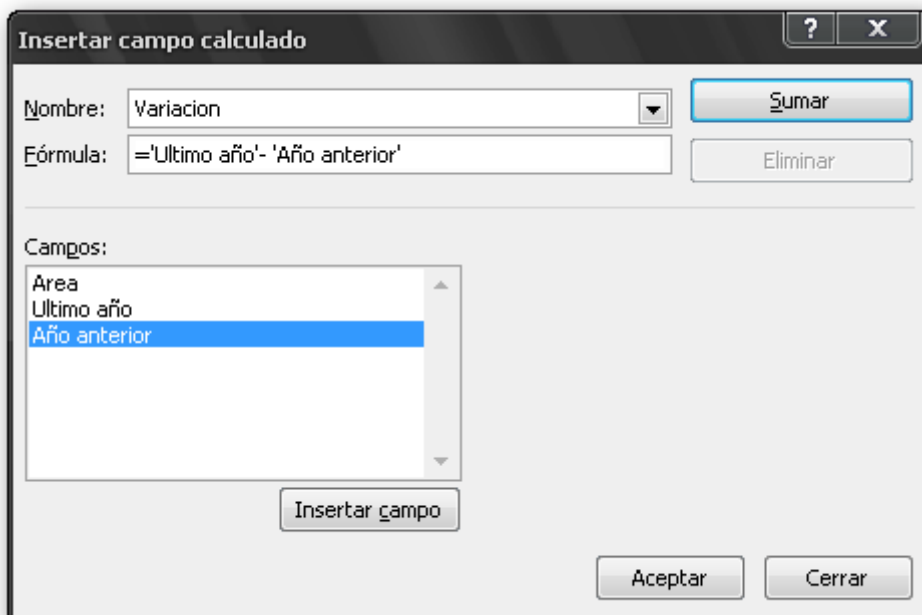 Insertar campo calculado
? X
Nombre: Variacion Sumar
Fórmula: ='Ultimo año'- 'Año anterior' Eliminar
Campos:
Area
Ultimo año
Año anterior
Insertar campo
Aceptar Cerrar